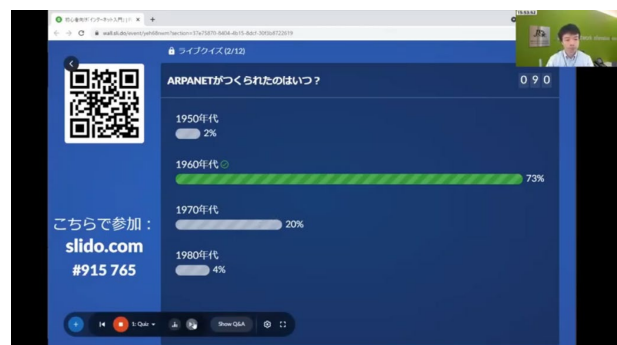 ライブクイズ (2/12)
ARPANETがつくられたのはいつ？
090
1950年代
2%
1960年代
73%
1970年代
20%
1980年代
4%
こちらで参加：
slido.com
#915 765
1: Quiz
Show Q&A